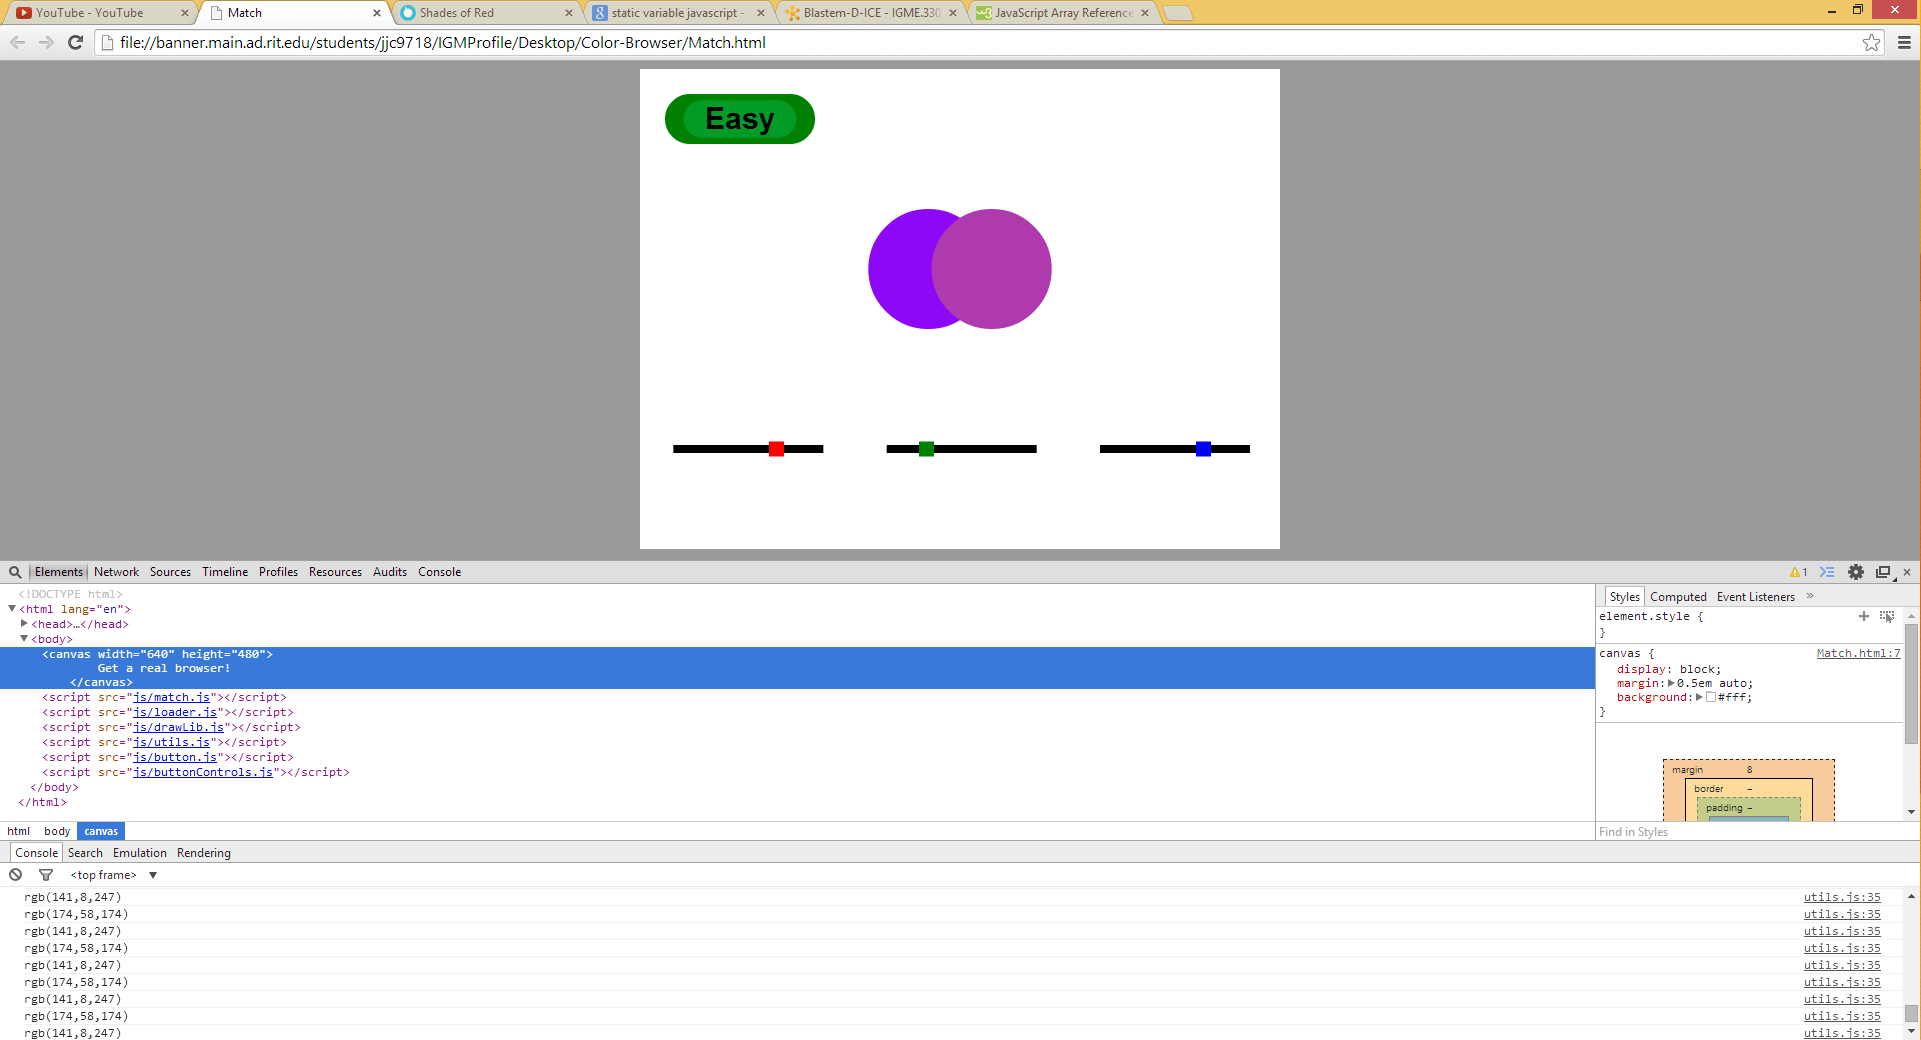 YouTube - YouTube
Match
Shades of Red
static variable javascript -
Blastem-D-ICE - IGME.330
JavaScript Array Reference
file://banner.main.ad.rit.edu/students/jjc9718/IGMProfile/Desktop/Color-Browser/Match.html
Easy
Elements Network Sources Timeline Profiles Resources Audits Console
1
<!DOCTYPE html>
<html lang="en">
<head>…</head>
<body>
<canvas width="640" height="480">
Get a real browser!
</canvas>
<script src="js/match.js"></script>
<script src="js/loader.js"></script>
<script src="js/drawLib.js"></script>
<script src="js/utils.js"></script>
<script src="js/button.js"></script>
<script src="js/buttonControls.js"></script>
</body>
</html>
html body canvas
Styles Computed Event Listeners »
element.style {
}
canvas { Match.html:7
display: block;
margin: 0.5em auto;
background: #fff;
}
margin 8
border –
padding –
Find in Styles
Console Search Emulation Rendering
<top frame>
rgb(141,8,247) utils.js:35
rgb(174,58,174) utils.js:35
rgb(141,8,247) utils.js:35
rgb(174,58,174) utils.js:35
rgb(141,8,247) utils.js:35
rgb(174,58,174) utils.js:35
rgb(141,8,247) utils.js:35
rgb(174,58,174) utils.js:35
rgb(141,8,247) utils.js:35